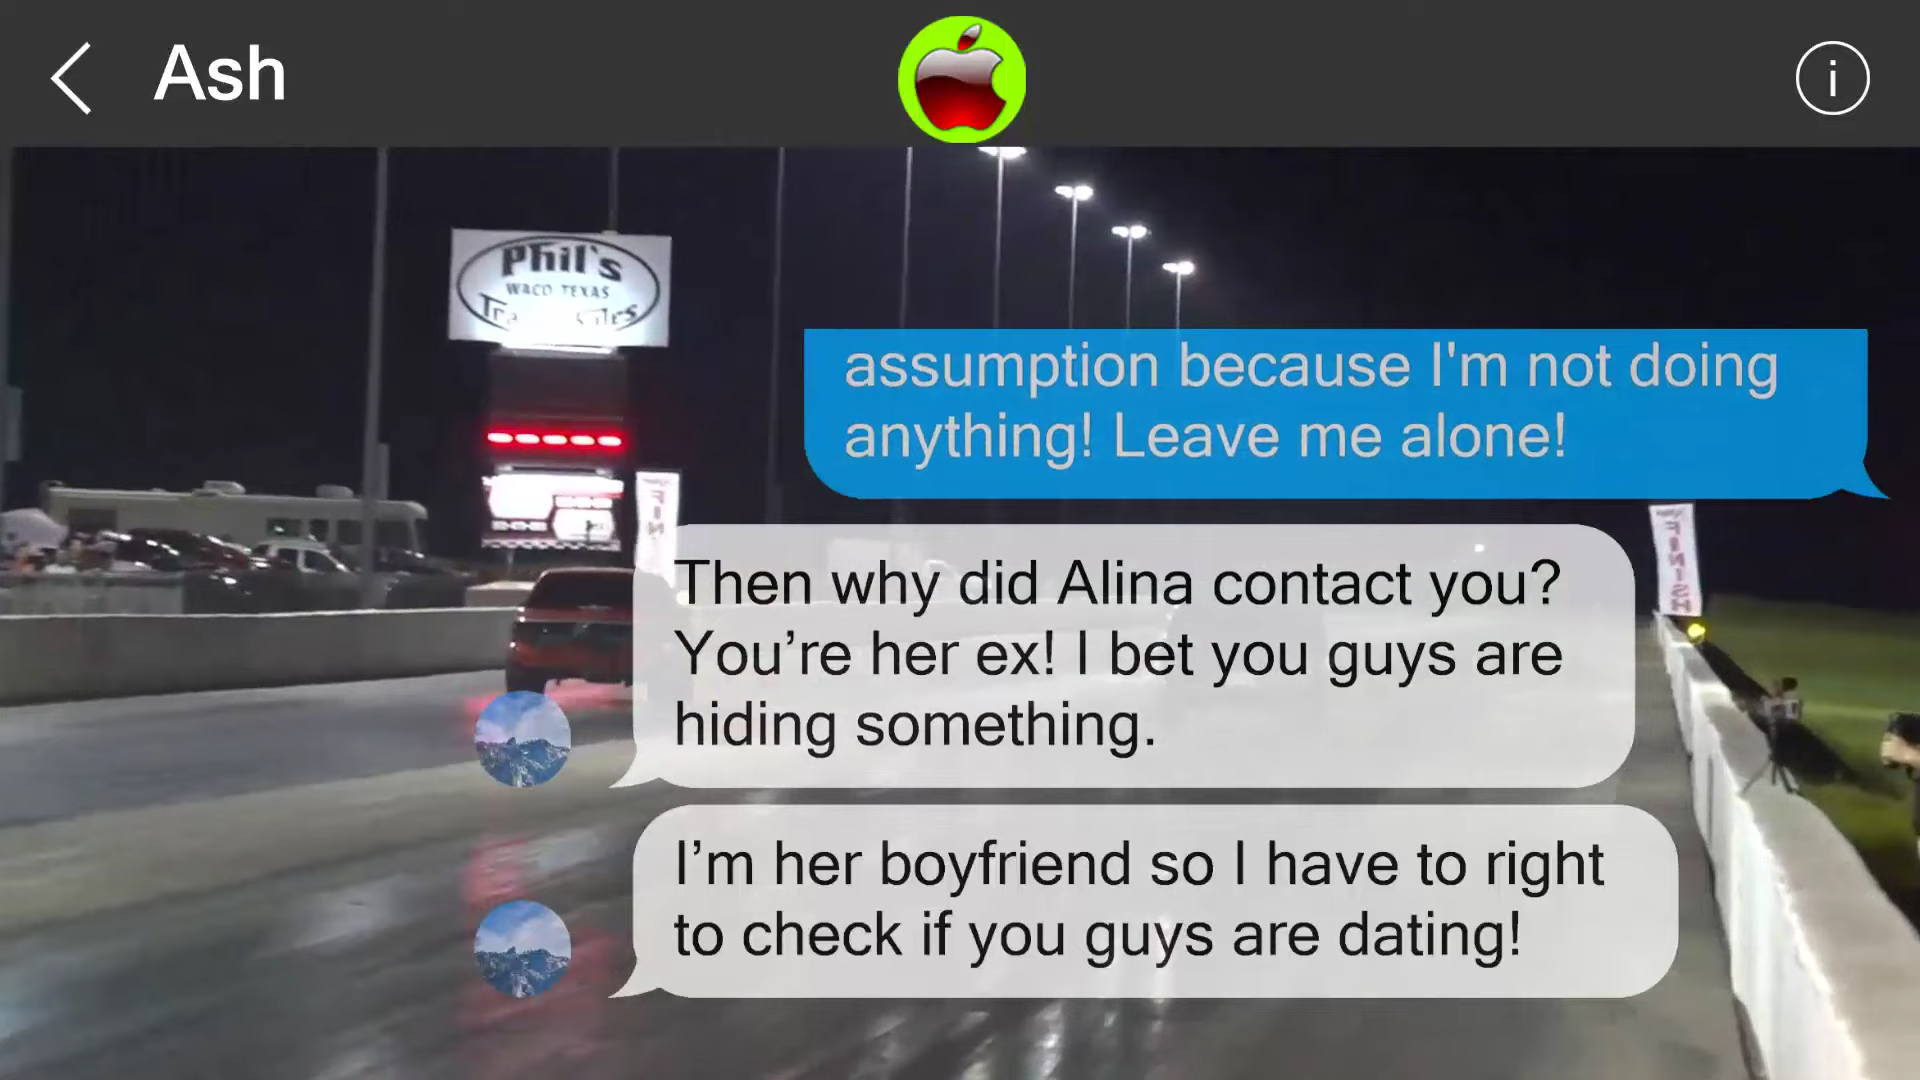 Ash
i
Phil's
WACO TEXAS
assumption because I'm not doing
anything! Leave me alone!
FIN
Then why did Alina contact you?
You’re her ex! I bet you guys are
hiding something.
FINISH
I’m her boyfriend so I have to right
to check if you guys are dating!